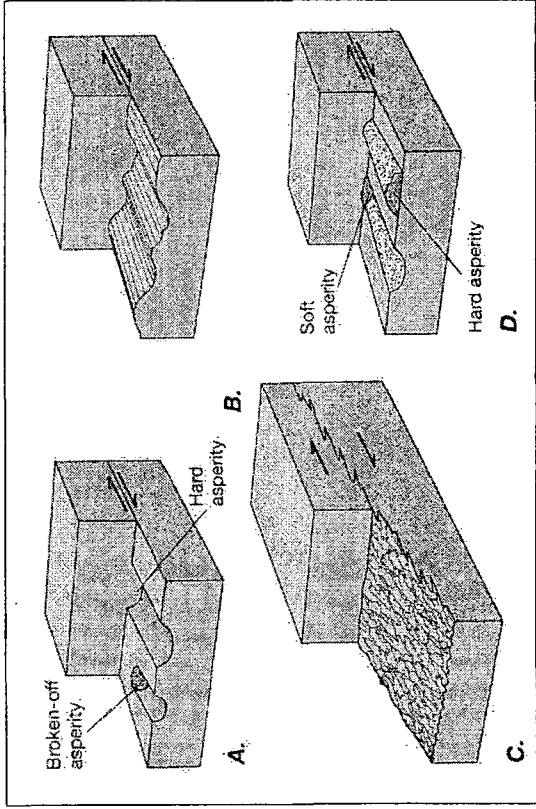 Broken-off
asperity
Hard
asperity
A.
B.
C.
Soft
asperity
Hard asperity
D.